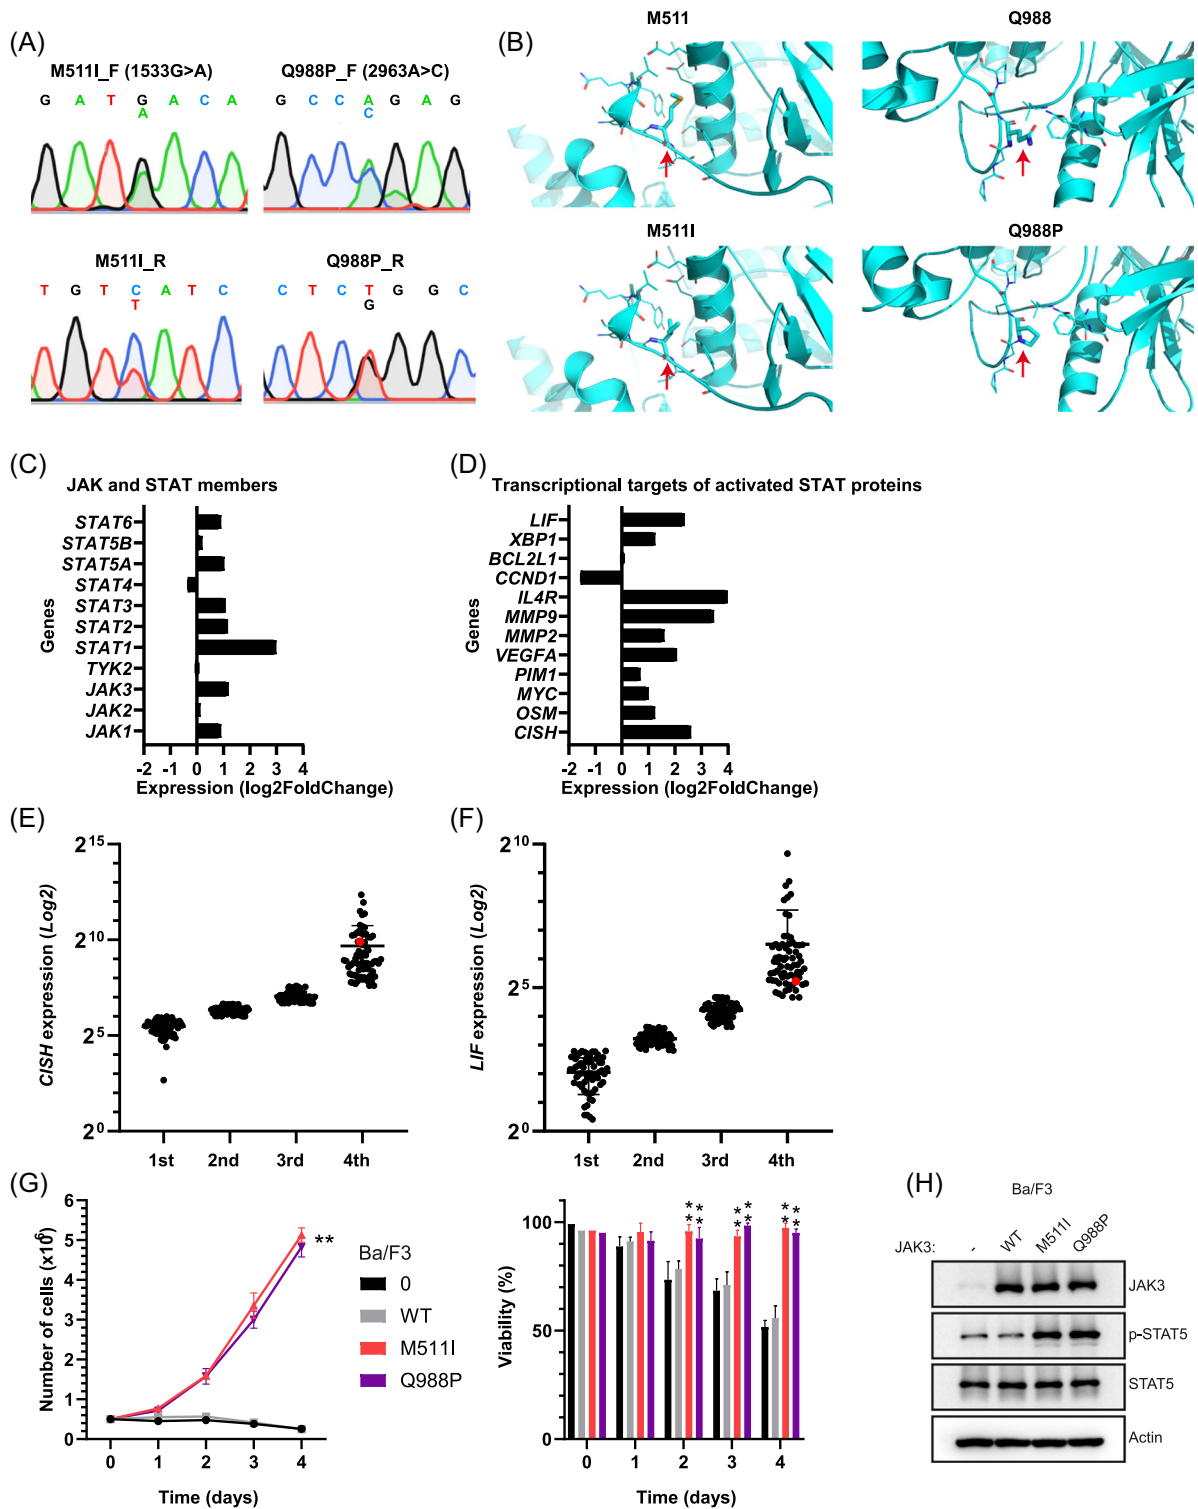 (A)
M511I_F (1533G>A)
G A T G A C A
A
Q988P_F (2963A>C)
G C C A G A G
C
M511I_R
T G T C A T C
T
Q988P_R
C T C T G G C
G
(B)
M511
Q988
M511I
Q988P
(C)
JAK and STAT members
Genes
STAT6
STAT5B
STAT5A
STAT4
STAT3
STAT2
STAT1
TYK2
JAK3
JAK2
JAK1
-2 -1 0 1 2 3 4
Expression (log2FoldChange)
(D)
Transcriptional targets of activated STAT proteins
Genes
LIF
XBP1
BCL2L1
CCND1
IL4R
MMP9
MMP2
VEGFA
PIM1
MYC
OSM
CISH
-2 -1 0 1 2 3 4
Expression (log2FoldChange)
(E)
CISH expression (Log2)
2^15
2^10
2^5
2^0
1st 2nd 3rd 4th
(F)
LIF expression (Log2)
2^10
2^5
2^0
1st 2nd 3rd 4th
(G)
Number of cells (x10^6)
6
5
4
3
2
1
0
0 1 2 3 4
Time (days)
**
Ba/F3
0
WT
M511I
Q988P
Viability (%)
100
50
0
** ** ** ** ** **
0 1 2 3 4
Time (days)
(H)
Ba/F3
JAK3: - WT M511I Q988P
JAK3
p-STAT5
STAT5
Actin